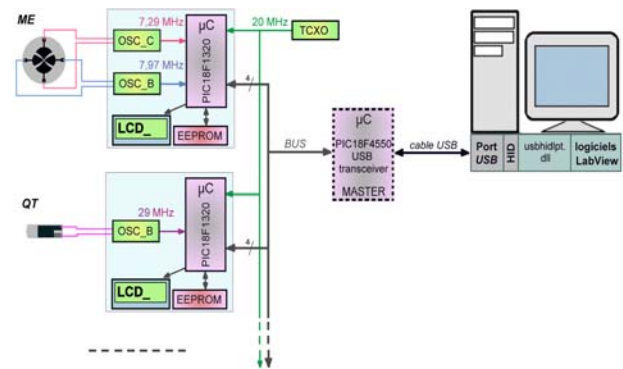 ME
7.29 MHz
OSC_C
7.97 MHz
OSC_B
µC
PIC18F1320
LCD_
EEPROM
20 MHz
TCXO
4/
QT
29 MHz
OSC_B
µC
PIC18F1320
LCD_
EEPROM
4/
BUS
µC
PIC18F4550
USB
transceiver
MASTER
cable USB
Port
USB
HID
usbhidlpt.
dll
logiciels
LabView